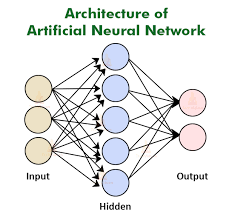 Architecture of
Artificial Neural Network
Input
Output
Hidden